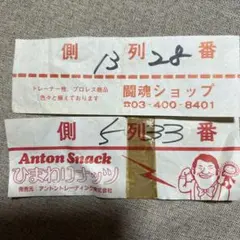 側 13 列 28 番
トレーナー他、プロレス商品
色々と揃えております
闘魂ショップ
☎03-400-8401
側 5 列 33 番
Anton Snack
ひまわりナッツ
発売元 アントントレーディング株式会社